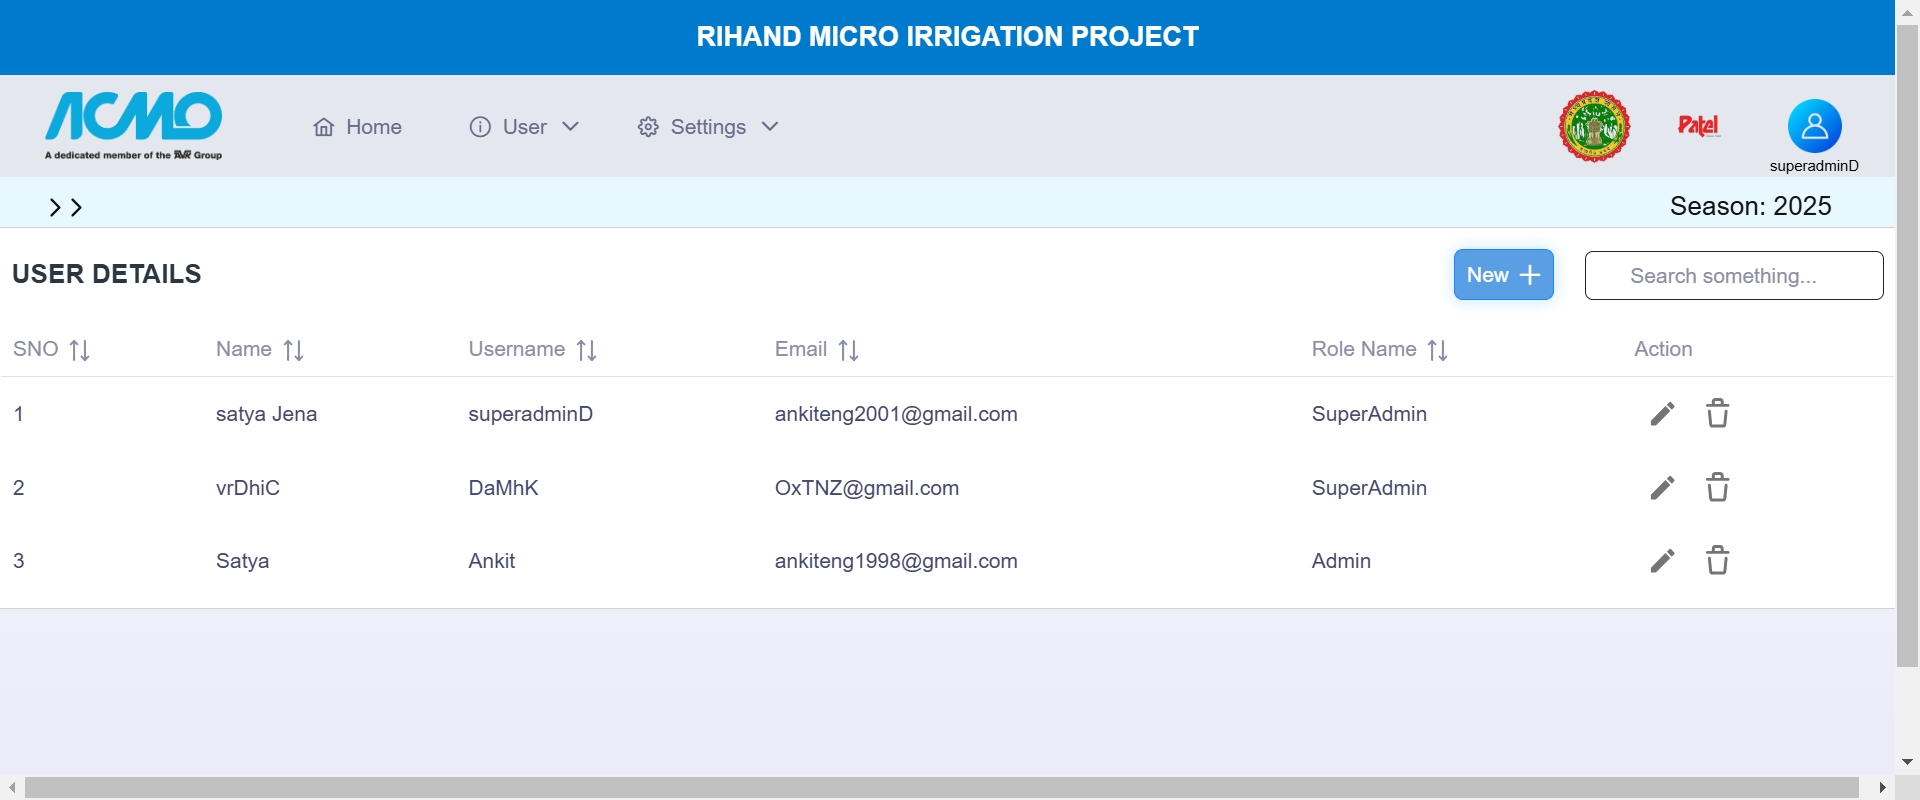 RIHAND MICRO IRRIGATION PROJECT
ACMO
A dedicated member of the AVR Group
Home
User
Settings
Patel
superadminD
Season: 2025
USER DETAILS
New
Search something...
SNO Name Username Email Role Name Action
1 satya Jena superadminD ankiteng2001@gmail.com SuperAdmin
2 vrDhiC DaMhK OxTNZ@gmail.com SuperAdmin
3 Satya Ankit ankiteng1998@gmail.com Admin